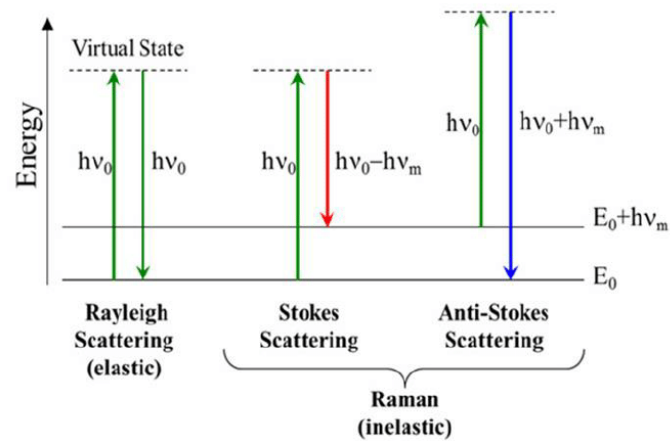 Energy
Virtual State
hν₀ hν₀
hν₀ hν₀−hνₘ
hν₀ hν₀+hνₘ
E₀+hνₘ
E₀
Rayleigh
Scattering
(elastic)
Stokes
Scattering
Anti-Stokes
Scattering
Raman
(inelastic)